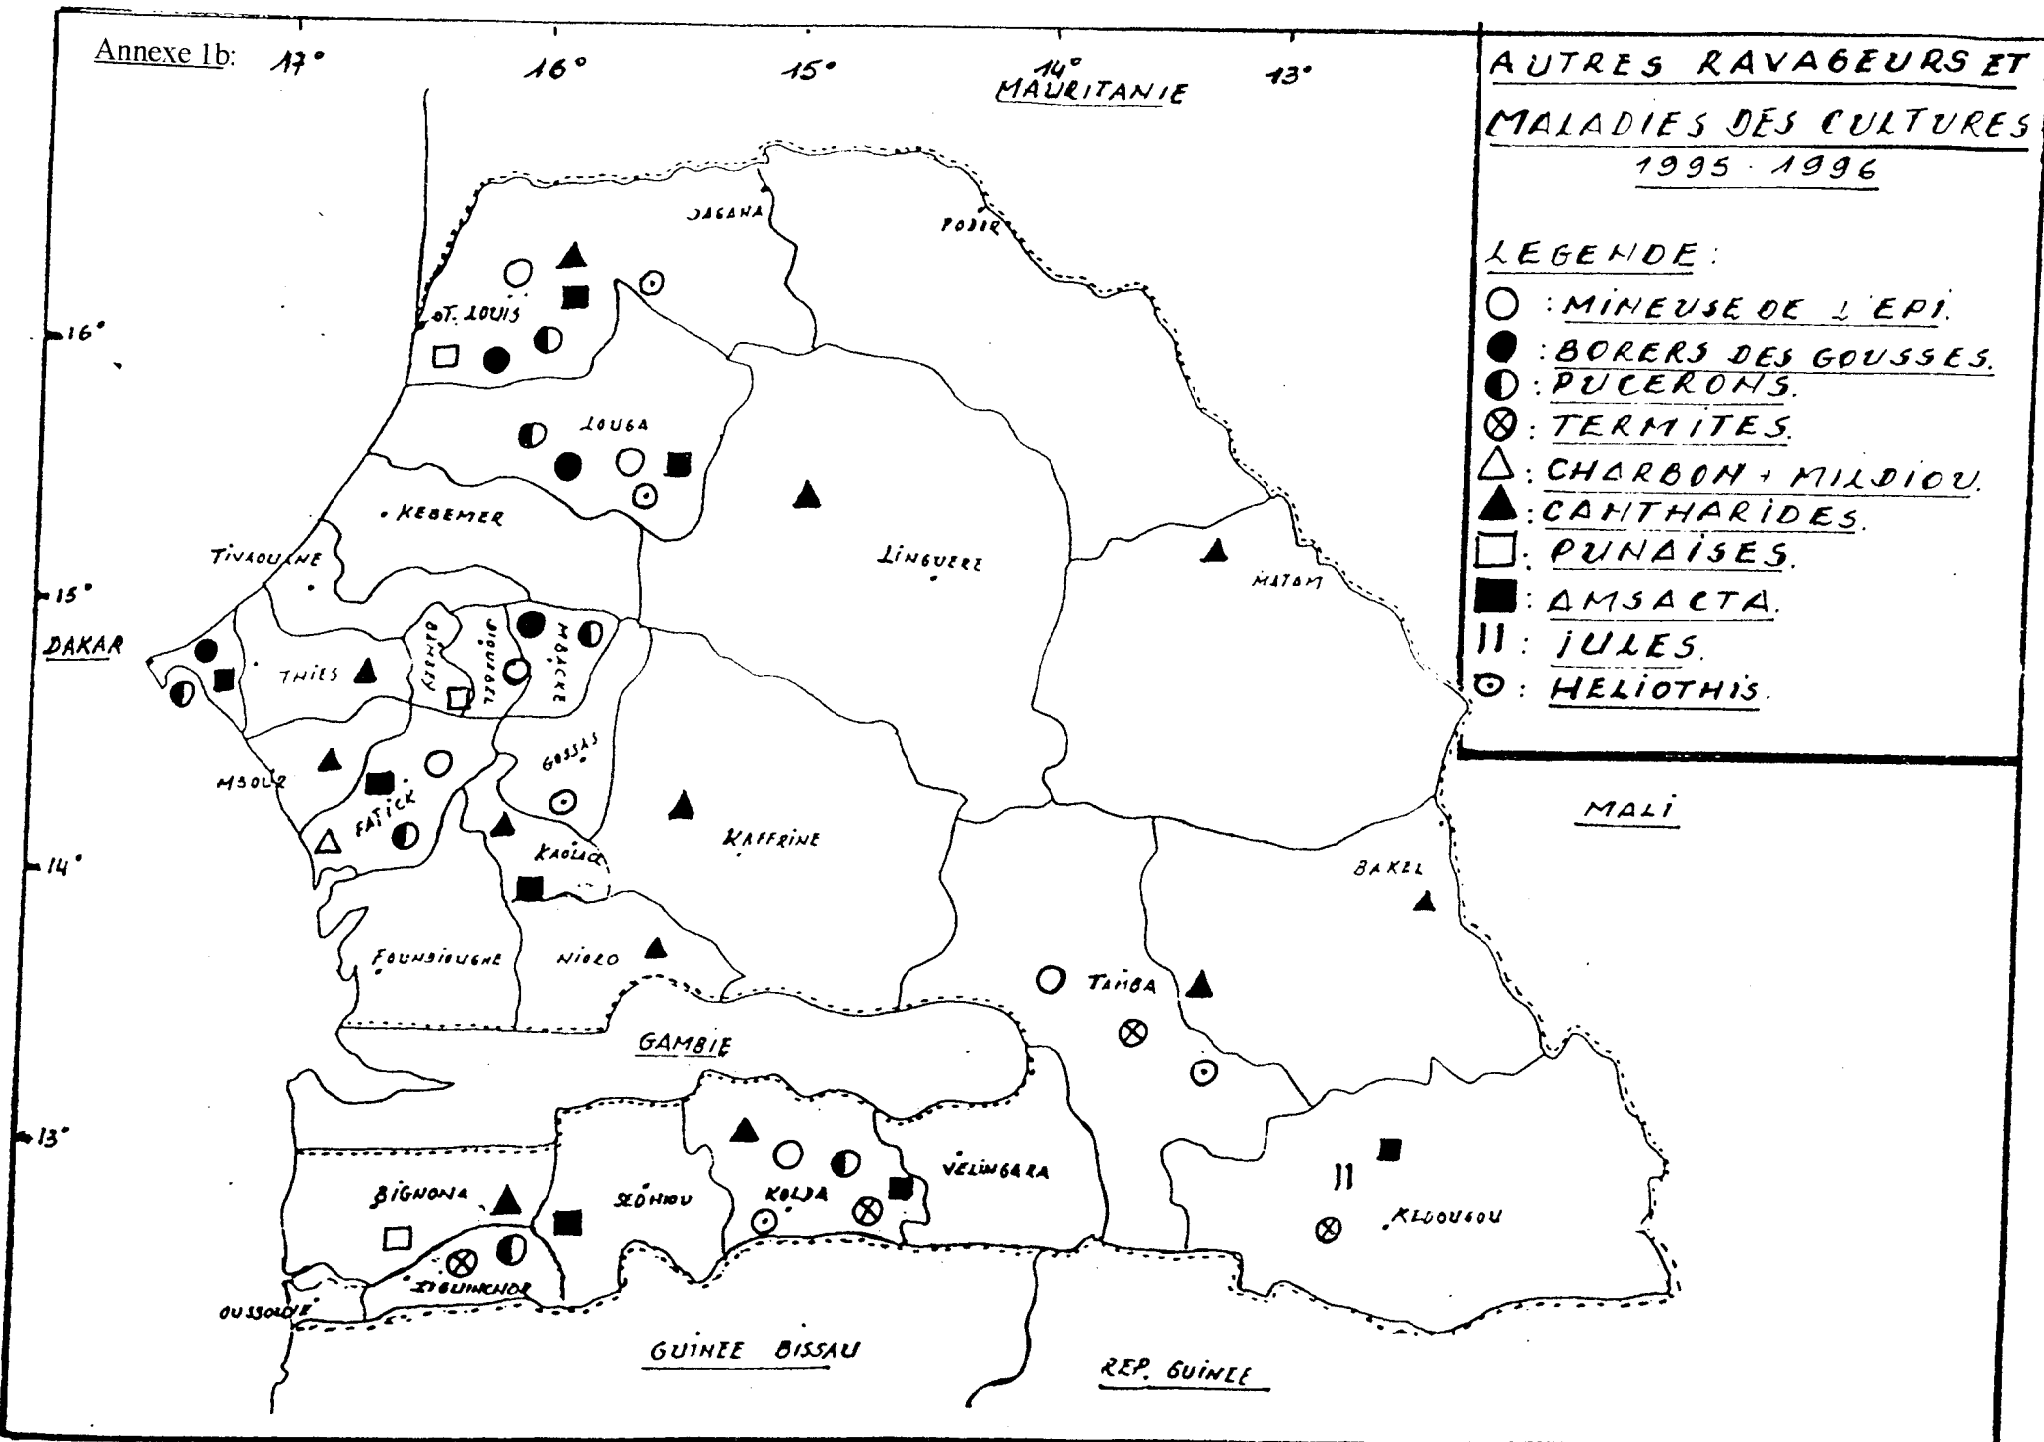 Annexe 1b:
17° 16° 15° 14° 13°
MAURITANIE
AUTRES RAVAGEURS ET
MALADIES DES CULTURES
1995 - 1996
LEGENDE :
: MINEUSE DE L'EPI.
: BORERS DES GOUSSES.
: PUCERONS.
: TERMITES.
: CHARBON + MILDIOU.
: CANTHARIDES.
: PUNAISES.
: AMSACTA.
: IULES.
: HELIOTHIS.
DAGANA
PODOR
ST. LOUIS
16°
LOUGA
KEBEMER
TIVAOUANE
LINGUERE
MATAM
15°
DAKAR
THIES
BAMBEY
DIOURBEL
MBACKE
GOSSAS
MBOUR
FATICK
KAOLACK
KAFFRINE
MALI
14°
BAKEL
FOUNDIOUGNE
NIORO
TAMBA
GAMBIE
13°
BIGNONA
SEDHIOU
KOLDA
VELINGARA
KEDOUGOU
ZIGUINCHOR
OUSSOUYE
GUINEE BISSAU
REP. GUINEE